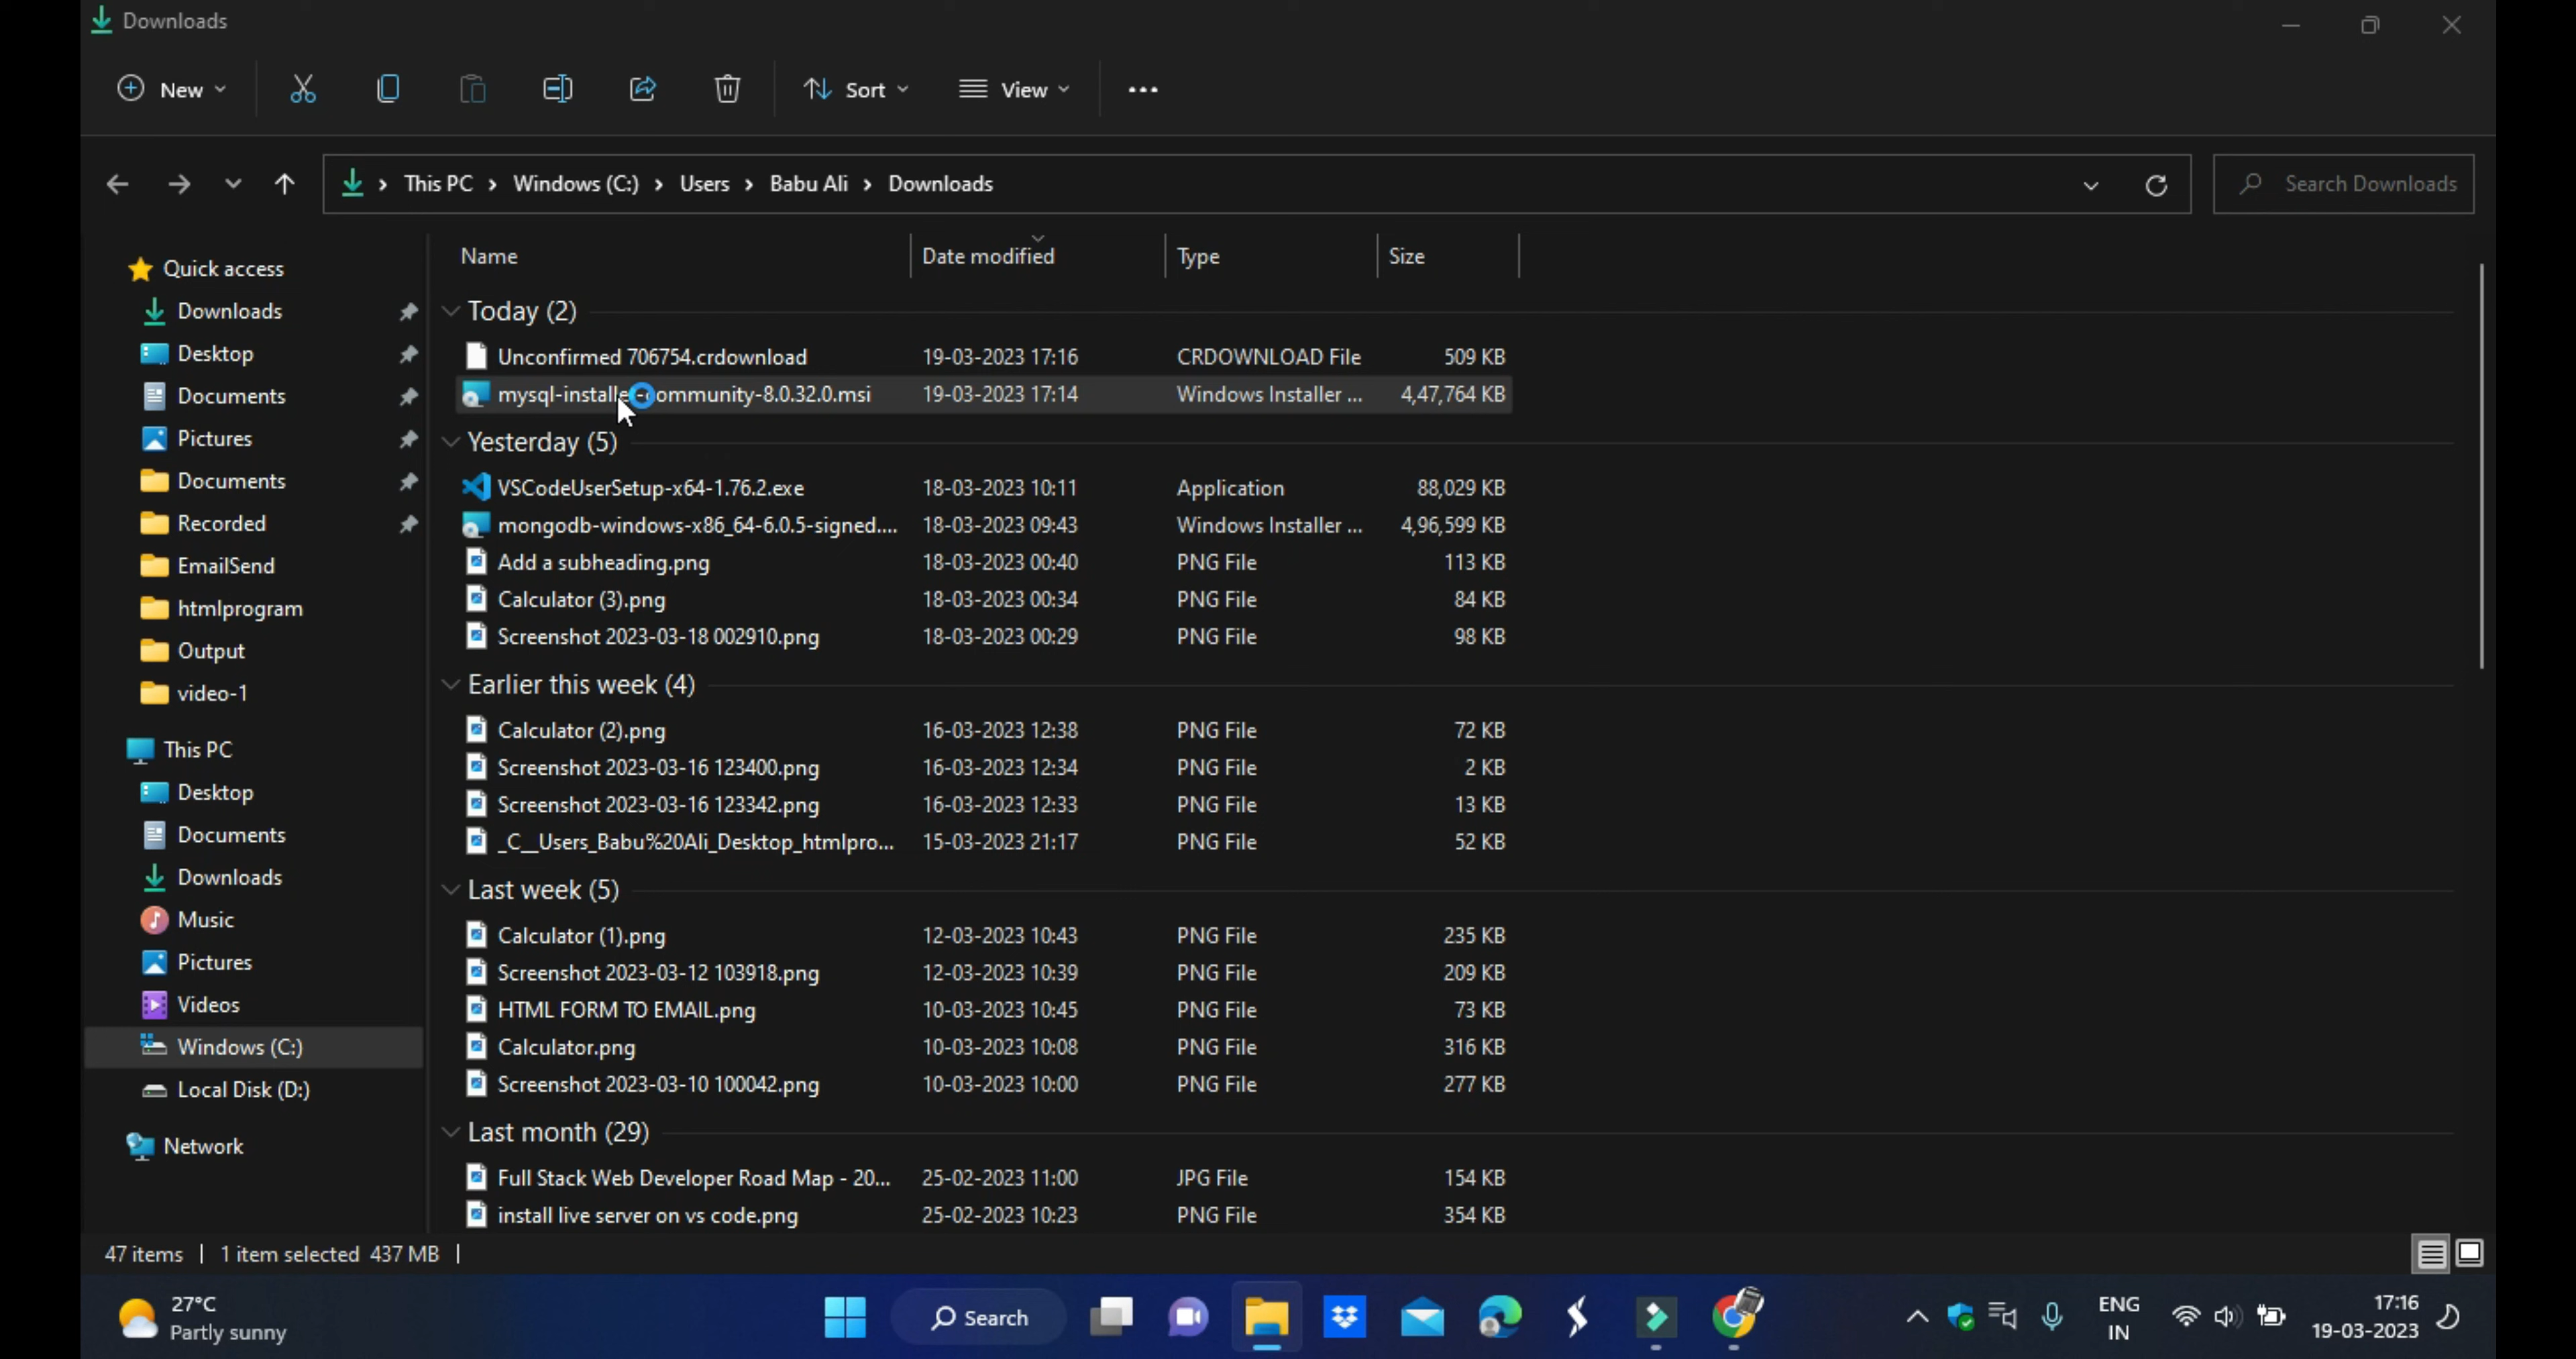 Downloads
New Sort View •••
This PC > Windows (C:) > Users > Babu Ali > Downloads Search Downloads
Quick access
Downloads
Desktop
Documents
Pictures
Documents
Recorded
EmailSend
htmlprogram
Output
video-1
This PC
Desktop
Documents
Downloads
Music
Pictures
Videos
Windows (C:)
Local Disk (D:)
Network
Name Date modified Type Size
Today (2)
Unconfirmed 706754.crdownload 19-03-2023 17:16 CRDOWNLOAD File 509 KB
mysql-installer-community-8.0.32.0.msi 19-03-2023 17:14 Windows Installer ... 4,47,764 KB
Yesterday (5)
VSCodeUserSetup-x64-1.76.2.exe 18-03-2023 10:11 Application 88,029 KB
mongodb-windows-x86_64-6.0.5-signed.... 18-03-2023 09:43 Windows Installer ... 4,96,599 KB
Add a subheading.png 18-03-2023 00:40 PNG File 113 KB
Calculator (3).png 18-03-2023 00:34 PNG File 84 KB
Screenshot 2023-03-18 002910.png 18-03-2023 00:29 PNG File 98 KB
Earlier this week (4)
Calculator (2).png 16-03-2023 12:38 PNG File 72 KB
Screenshot 2023-03-16 123400.png 16-03-2023 12:34 PNG File 2 KB
Screenshot 2023-03-16 123342.png 16-03-2023 12:33 PNG File 13 KB
_C__Users_Babu%20Ali_Desktop_htmlpro... 15-03-2023 21:17 PNG File 52 KB
Last week (5)
Calculator (1).png 12-03-2023 10:43 PNG File 235 KB
Screenshot 2023-03-12 103918.png 12-03-2023 10:39 PNG File 209 KB
HTML FORM TO EMAIL.png 10-03-2023 10:45 PNG File 73 KB
Calculator.png 10-03-2023 10:08 PNG File 316 KB
Screenshot 2023-03-10 100042.png 10-03-2023 10:00 PNG File 277 KB
Last month (29)
Full Stack Web Developer Road Map - 20... 25-02-2023 11:00 JPG File 154 KB
install live server on vs code.png 25-02-2023 10:23 PNG File 354 KB
47 items | 1 item selected 437 MB |
27°C
Partly sunny
Search
ENG
IN
17:16
19-03-2023